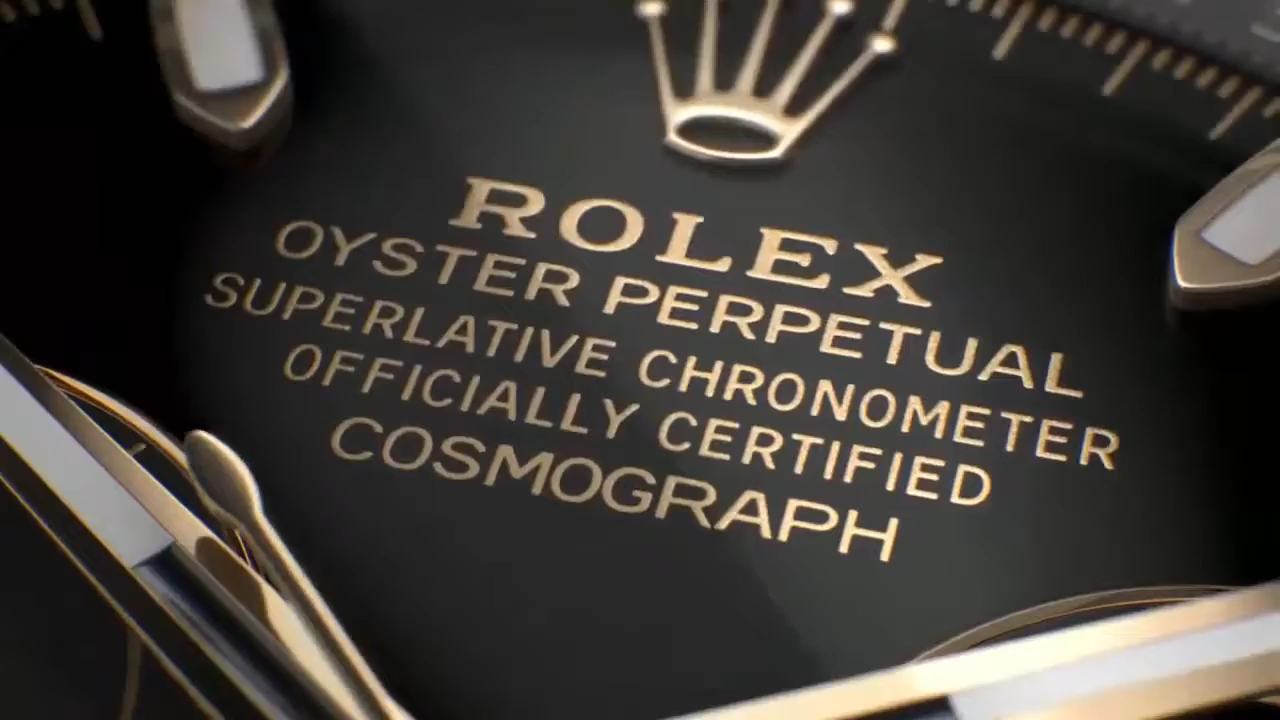 ROLEX
OYSTER PERPETUAL
SUPERLATIVE CHRONOMETER
OFFICIALLY CERTIFIED
COSMOGRAPH